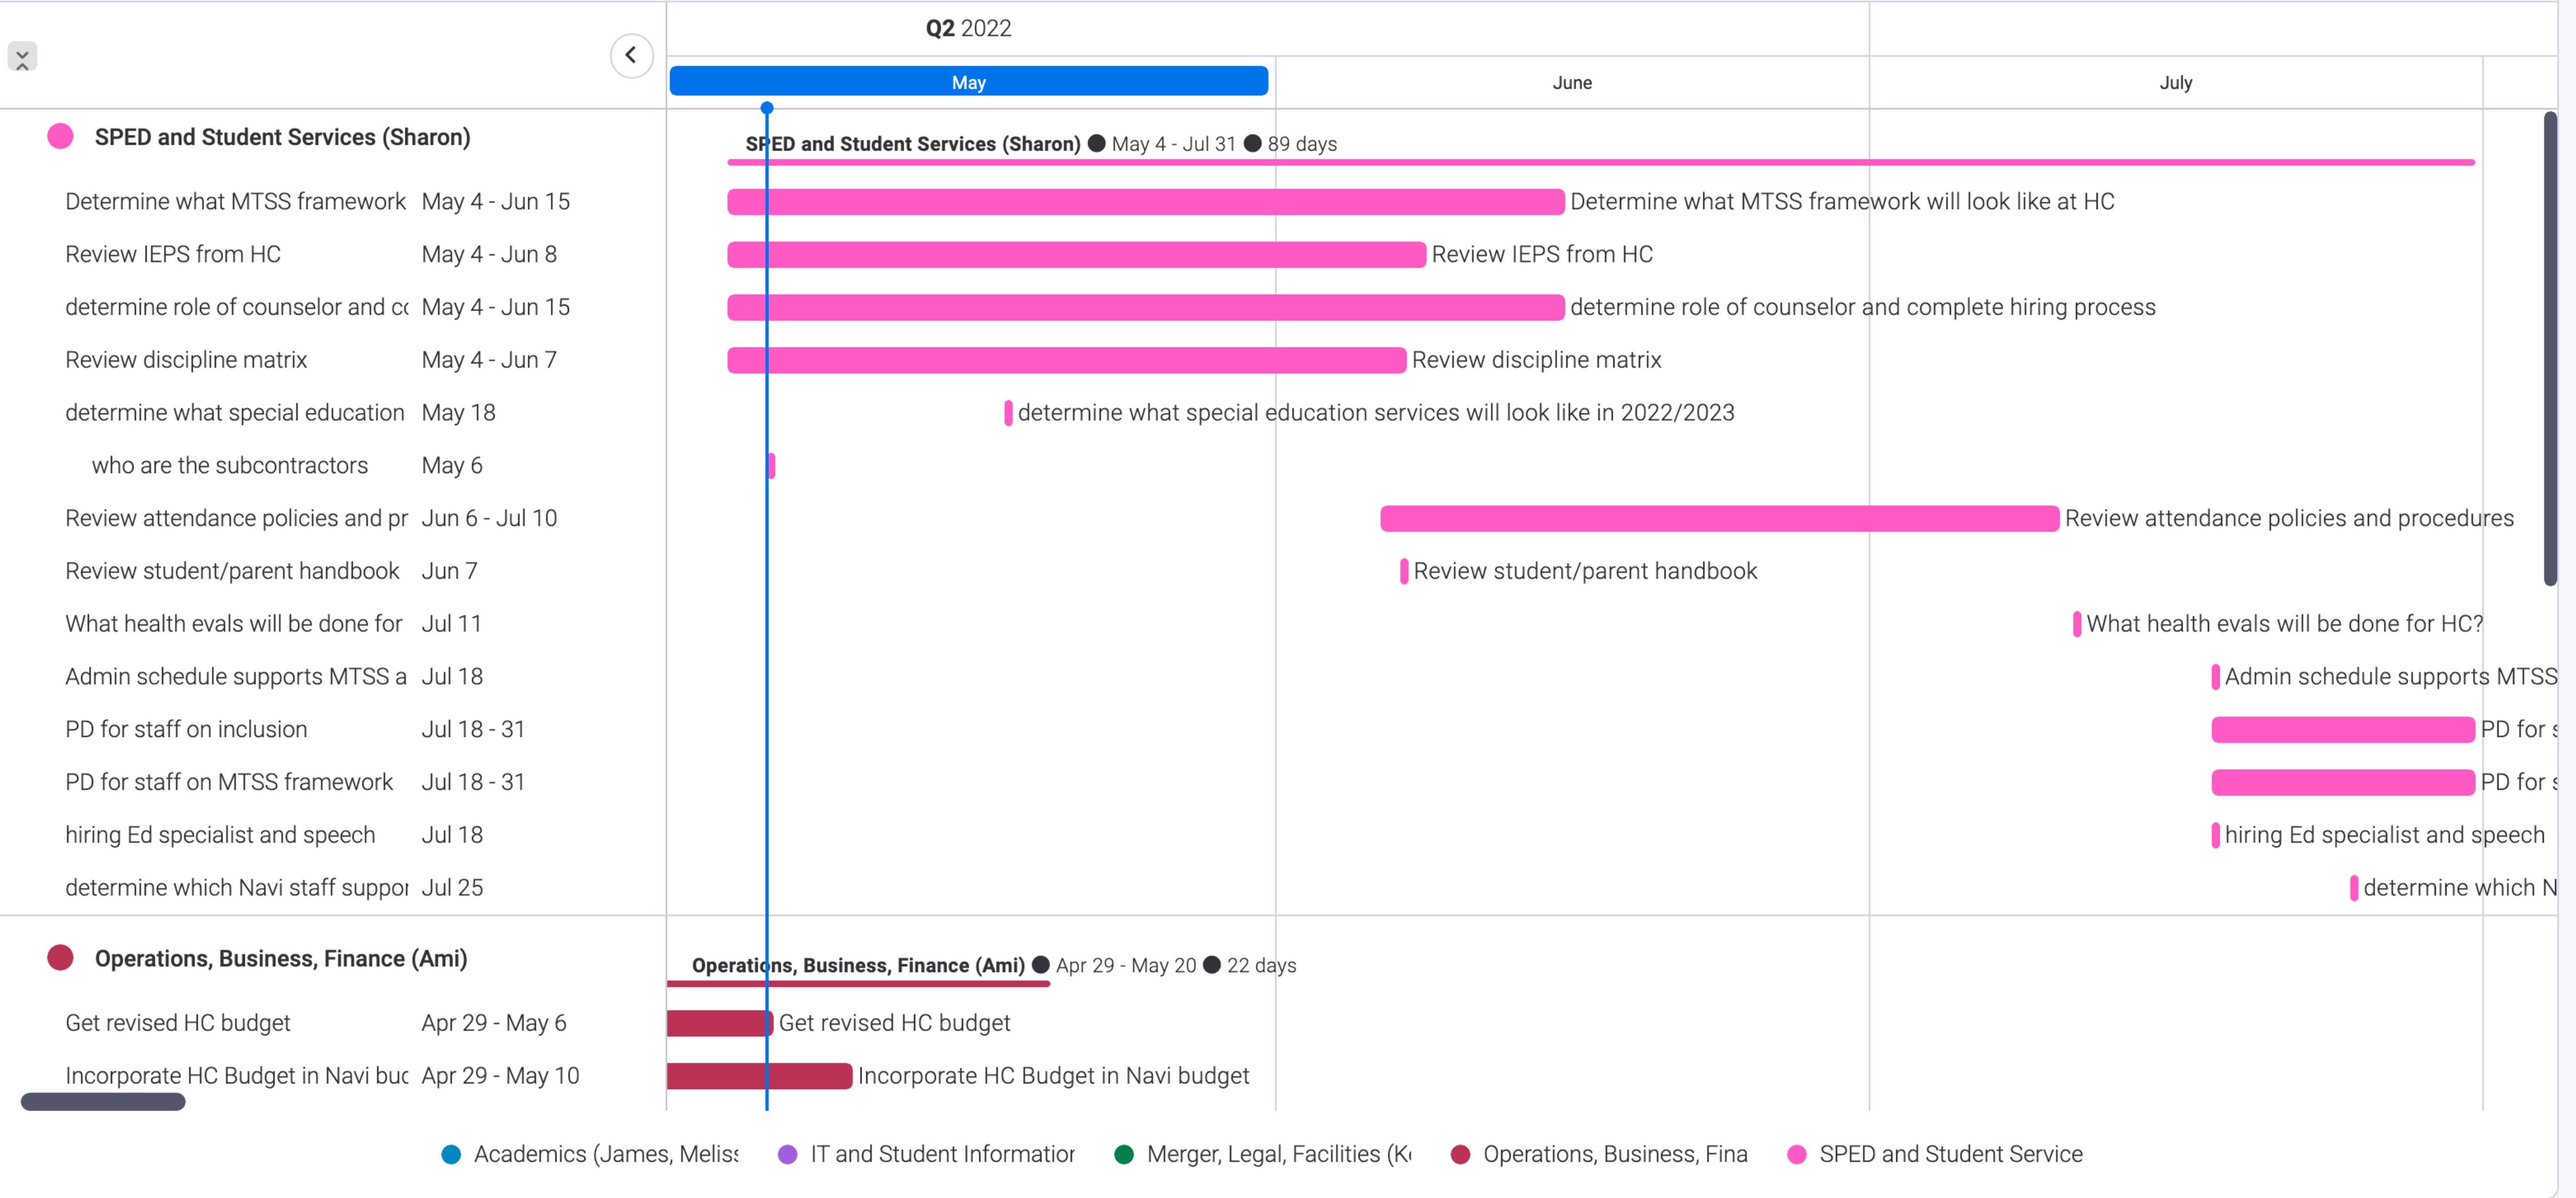 Q2 2022
May June July
SPED and Student Services (Sharon)
SPED and Student Services (Sharon) ● May 4 - Jul 31 ● 89 days
Determine what MTSS framework May 4 - Jun 15 Determine what MTSS framework will look like at HC
Review IEPS from HC May 4 - Jun 8 Review IEPS from HC
determine role of counselor and co May 4 - Jun 15 determine role of counselor and complete hiring process
Review discipline matrix May 4 - Jun 7 Review discipline matrix
determine what special education May 18 determine what special education services will look like in 2022/2023
who are the subcontractors May 6
Review attendance policies and pr Jun 6 - Jul 10 Review attendance policies and procedures
Review student/parent handbook Jun 7 Review student/parent handbook
What health evals will be done for Jul 11 What health evals will be done for HC?
Admin schedule supports MTSS a Jul 18 Admin schedule supports MTSS
PD for staff on inclusion Jul 18 - 31 PD for s
PD for staff on MTSS framework Jul 18 - 31 PD for s
hiring Ed specialist and speech Jul 18 hiring Ed specialist and speech
determine which Navi staff suppor Jul 25 determine which N
Operations, Business, Finance (Ami)
Operations, Business, Finance (Ami) ● Apr 29 - May 20 ● 22 days
Get revised HC budget Apr 29 - May 6 Get revised HC budget
Incorporate HC Budget in Navi buc Apr 29 - May 10 Incorporate HC Budget in Navi budget
Academics (James, Meliss IT and Student Information Merger, Legal, Facilities (Ke Operations, Business, Fina SPED and Student Service